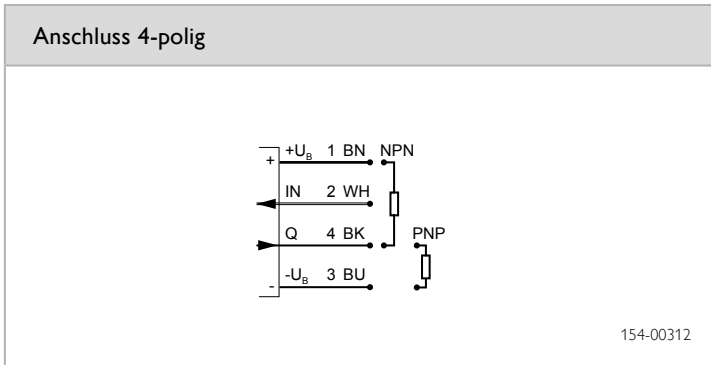 Anschluss 4-polig
+ +UB 1 BN NPN
IN 2 WH
Q 4 BK PNP
- -UB 3 BU
154-00312